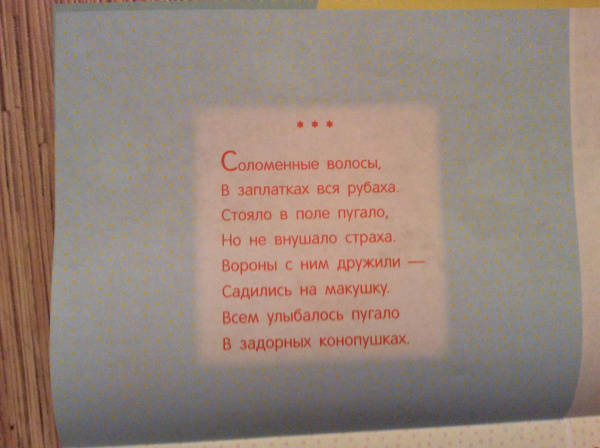 * * *
Соломенные волосы,
В заплатках вся рубаха.
Стояло в поле пугало,
Но не внушало страха.
Вороны с ним дружили —
Садились на макушку.
Всем улыбалось пугало
В задорных конопушках.